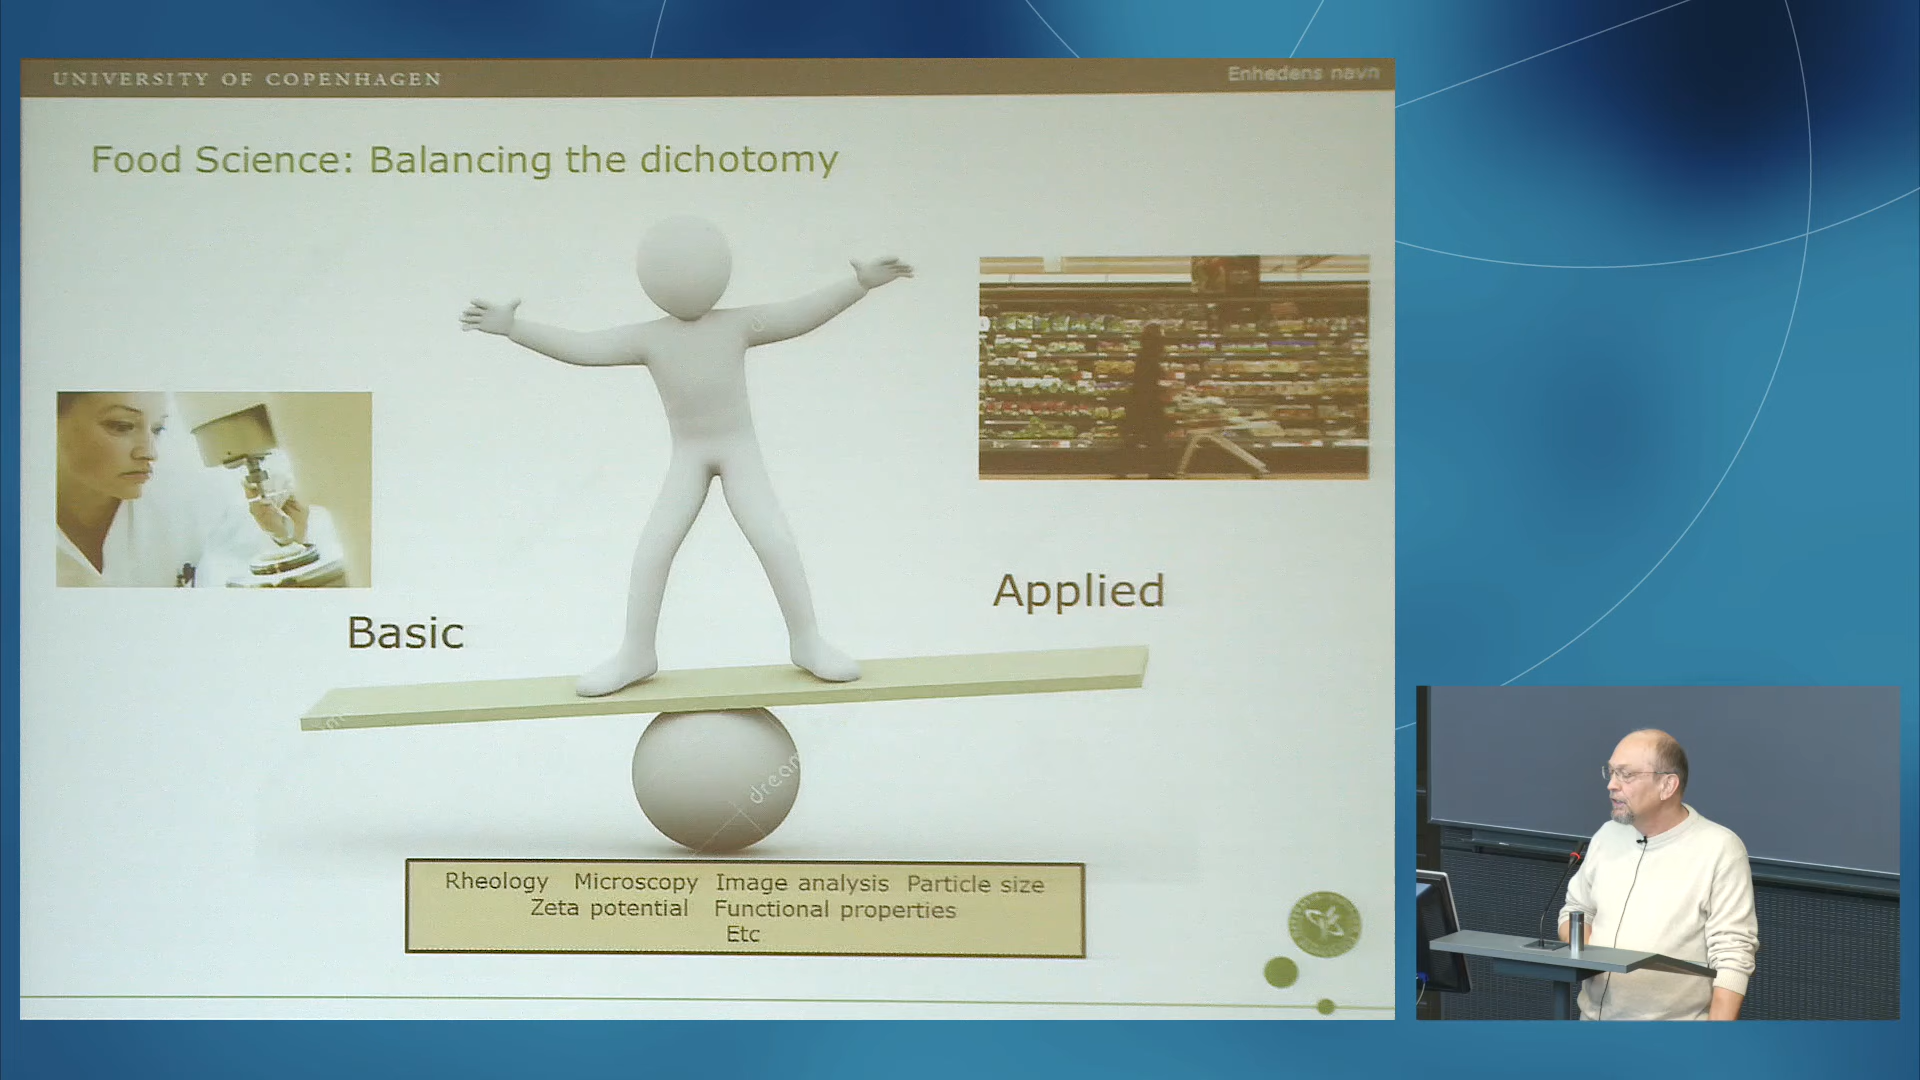 UNIVERSITY OF COPENHAGEN
Enhedens navn
Food Science: Balancing the dichotomy
Applied
Basic
dream
Rheology Microscopy Image analysis Particle size
Zeta potential Functional properties
Etc